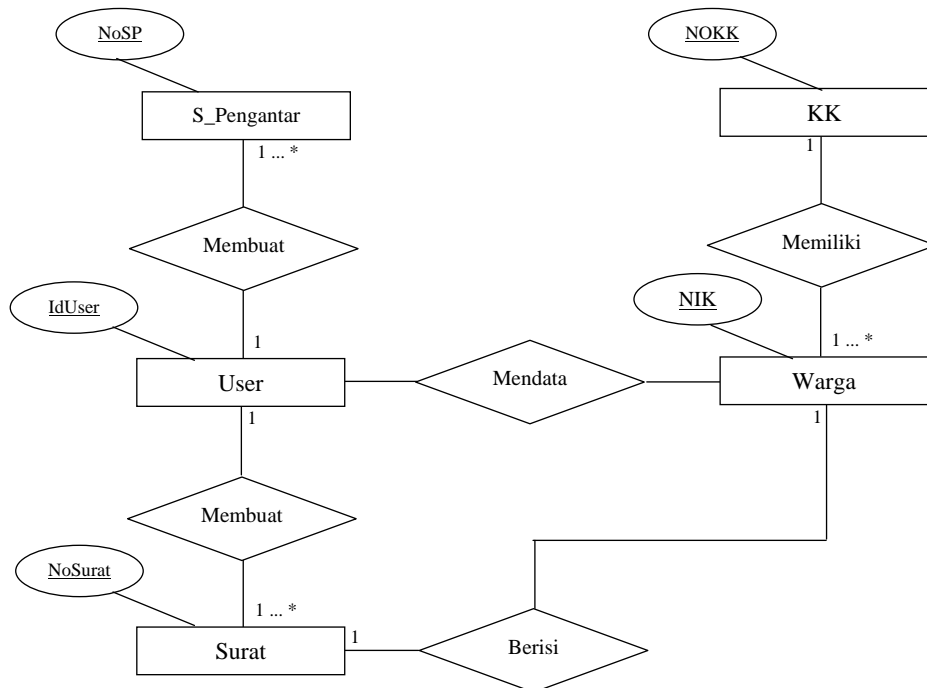 NoSP
NOKK
S_Pengantar
KK
1 ... *
1
Membuat
Memiliki
IdUser
NIK
1
1 ... *
User
Mendata
Warga
1
1
Membuat
NoSurat
1 ... *
1
Surat
Berisi